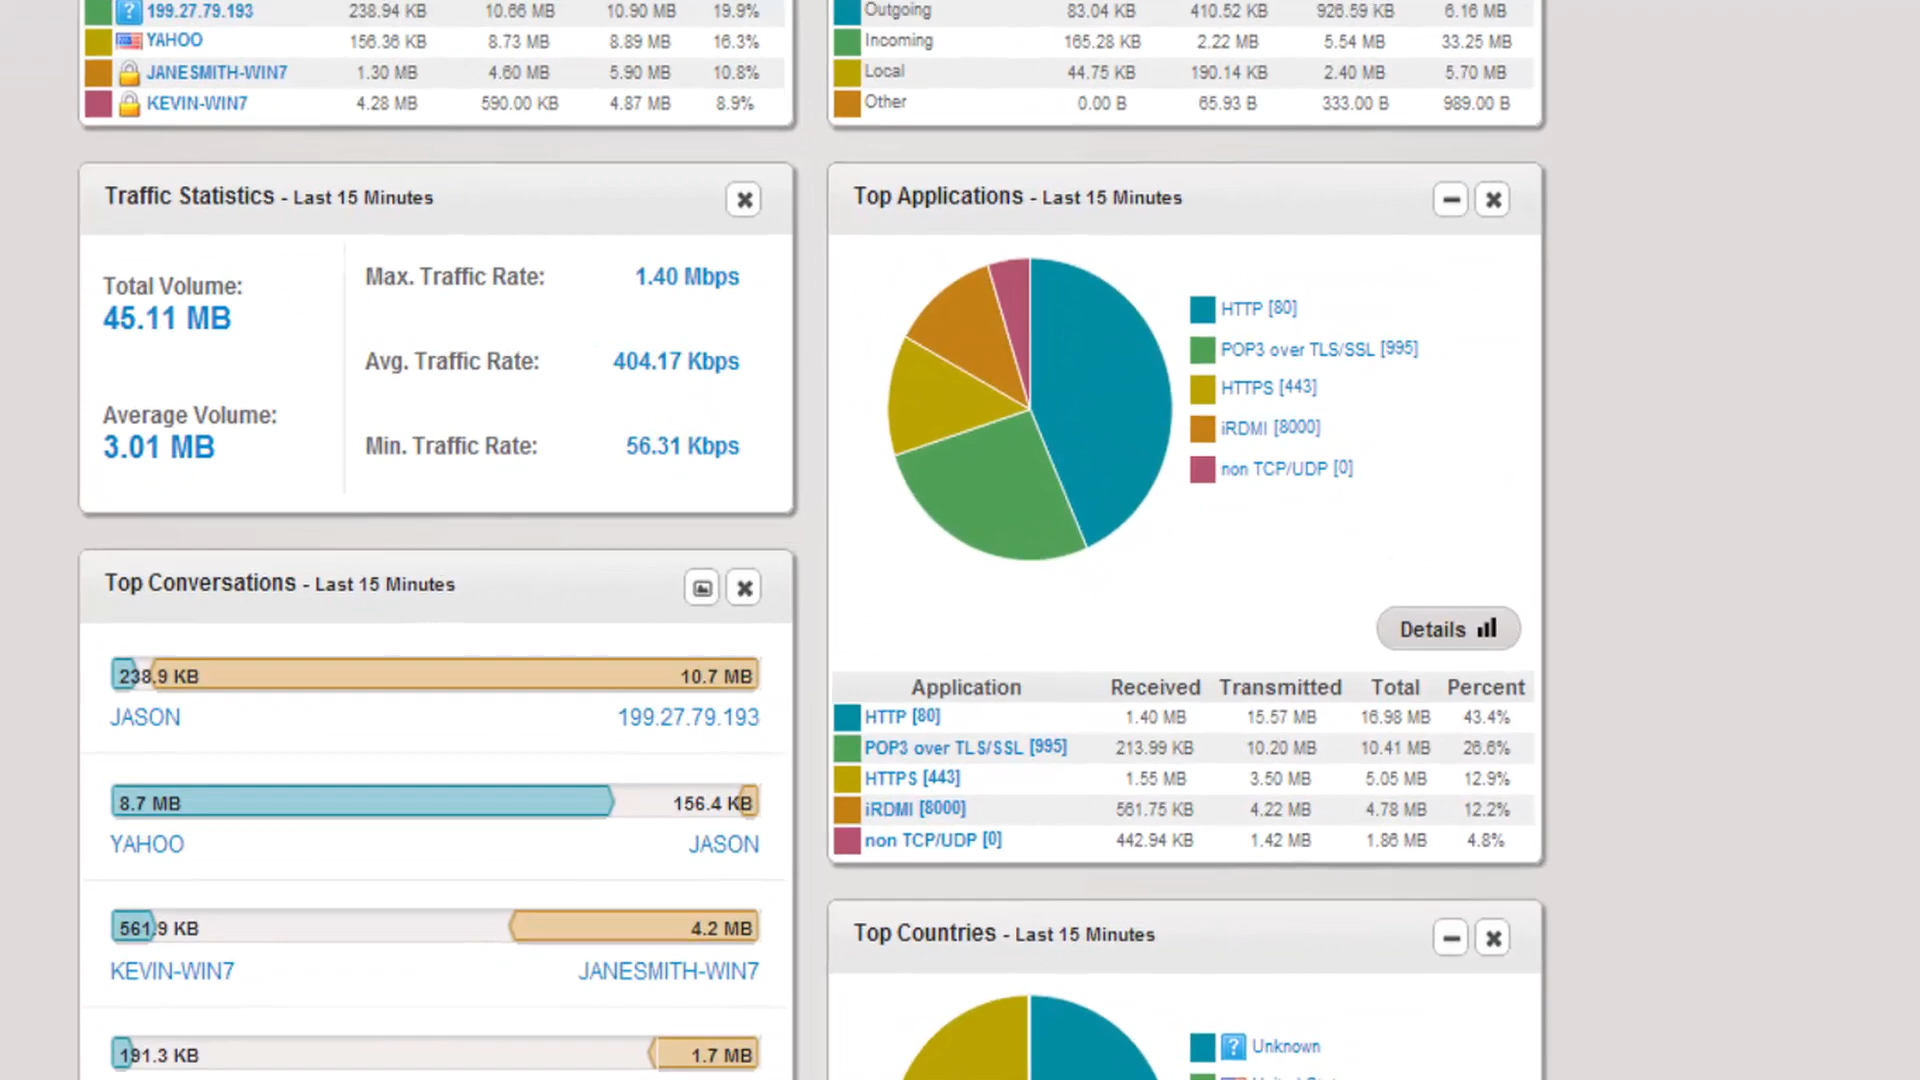 199.27.79.193 238.94 KB 10.66 MB 10.90 MB 19.9%
YAHOO 156.36 KB 8.73 MB 8.89 MB 16.3%
JANESMITH-WIN7 1.30 MB 4.60 MB 5.90 MB 10.8%
KEVIN-WIN7 4.28 MB 590.00 KB 4.87 MB 8.9%
Outgoing 83.04 KB 410.52 KB 926.59 KB 6.16 MB
Incoming 165.28 KB 2.22 MB 5.54 MB 33.25 MB
Local 44.75 KB 190.14 KB 2.40 MB 5.70 MB
Other 0.00 B 65.93 B 333.00 B 989.00 B
Traffic Statistics - Last 15 Minutes
Total Volume:
45.11 MB
Average Volume:
3.01 MB
Max. Traffic Rate: 1.40 Mbps
Avg. Traffic Rate: 404.17 Kbps
Min. Traffic Rate: 56.31 Kbps
Top Applications - Last 15 Minutes
HTTP [80]
POP3 over TLS/SSL [995]
HTTPS [443]
iRDMI [8000]
non TCP/UDP [0]
Details
Application Received Transmitted Total Percent
HTTP [80] 1.40 MB 15.57 MB 16.98 MB 43.4%
POP3 over TLS/SSL [995] 213.99 KB 10.20 MB 10.41 MB 26.6%
HTTPS [443] 1.55 MB 3.50 MB 5.05 MB 12.9%
iRDMI [8000] 561.75 KB 4.22 MB 4.78 MB 12.2%
non TCP/UDP [0] 442.94 KB 1.42 MB 1.86 MB 4.8%
Top Conversations - Last 15 Minutes
238.9 KB 10.7 MB
JASON 199.27.79.193
8.7 MB 156.4 KB
YAHOO JASON
561.9 KB 4.2 MB
KEVIN-WIN7 JANESMITH-WIN7
191.3 KB 1.7 MB
Top Countries - Last 15 Minutes
Unknown